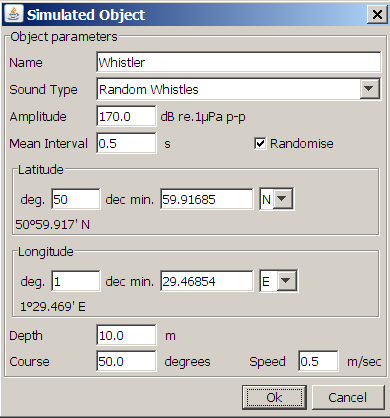 Simulated Object
Object parameters
Name Whistler
Sound Type Random Whistles
Amplitude 170.0 dB re.1µPa p-p
Mean Interval 0.5 s Randomise
Latitude
deg. 50 dec min. 59.91685 N
50°59.917' N
Longitude
deg. 1 dec min. 29.46854 E
1°29.469' E
Depth 10.0 m
Course 50.0 degrees Speed 0.5 m/sec
Ok Cancel